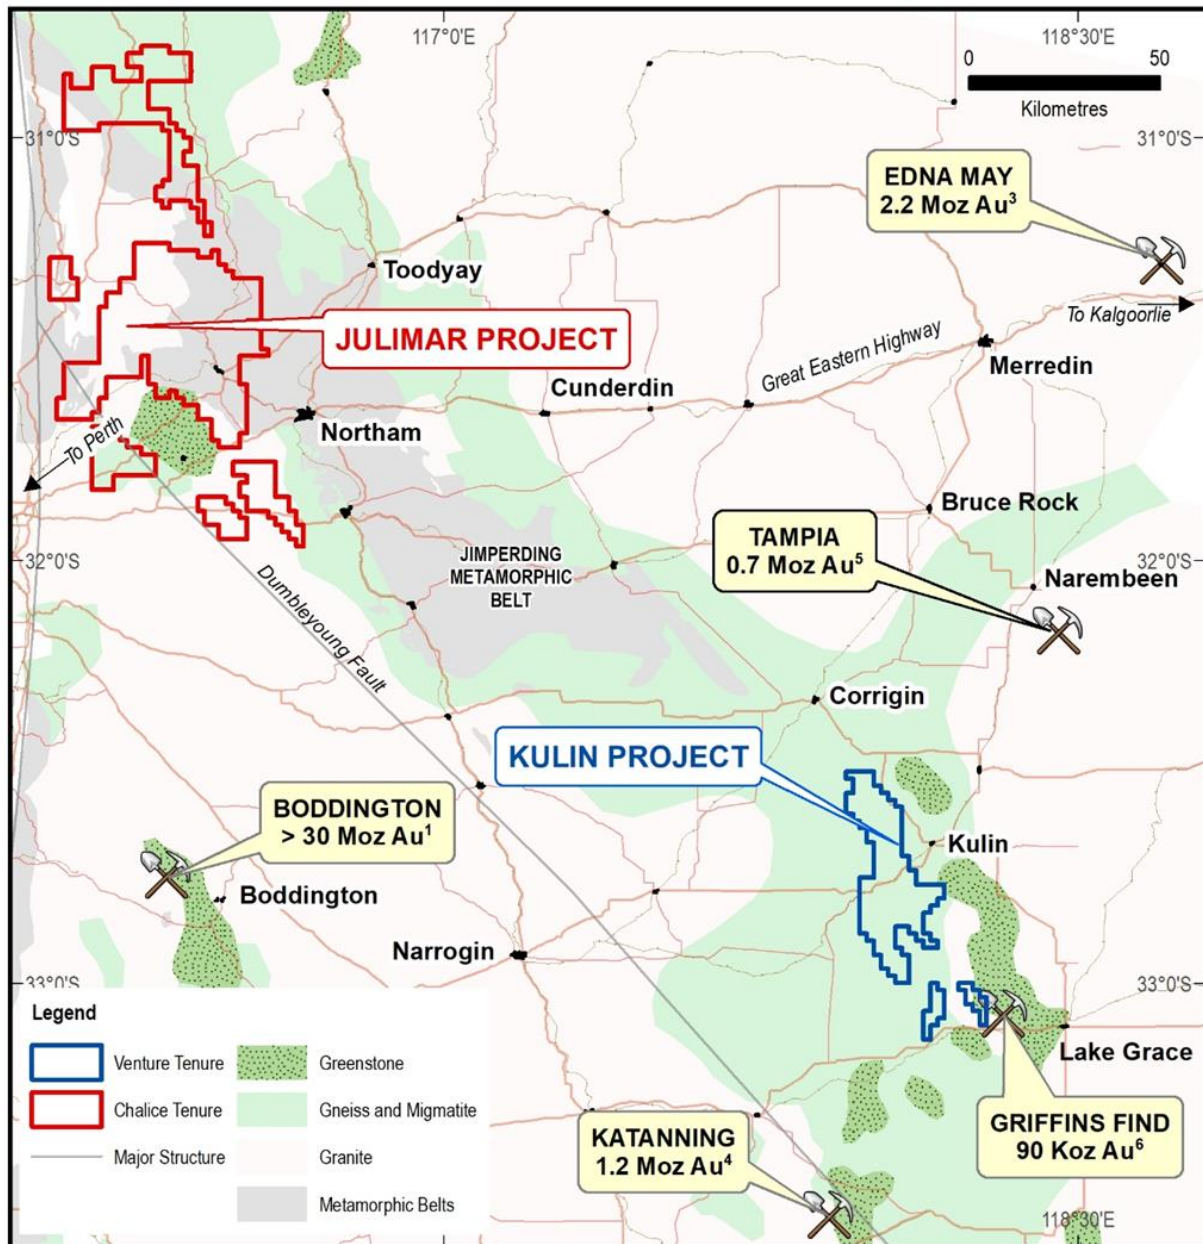 117°0'E
118°30'E
0 50
Kilometres
31°0'S
31°0'S
EDNA MAY
2.2 Moz Au³
Toodyay
To Kalgoorlie
JULIMAR PROJECT
Great Eastern Highway
Merredin
Cunderdin
Northam
To Perth
Bruce Rock
TAMPIA
0.7 Moz Au⁵
32°0'S
32°0'S
JIMPERDING
METAMORPHIC
BELT
Narembeen
Dumbleyoung Fault
Corrigin
KULIN PROJECT
BODDINGTON
> 30 Moz Au¹
Kulin
Boddington
Narrogin
33°0'S
33°0'S
Legend
Venture Tenure
Greenstone
Chalice Tenure
Gneiss and Migmatite
Major Structure
Granite
Metamorphic Belts
Lake Grace
GRIFFINS FIND
90 Koz Au⁶
KATANNING
1.2 Moz Au⁴
118°30'E